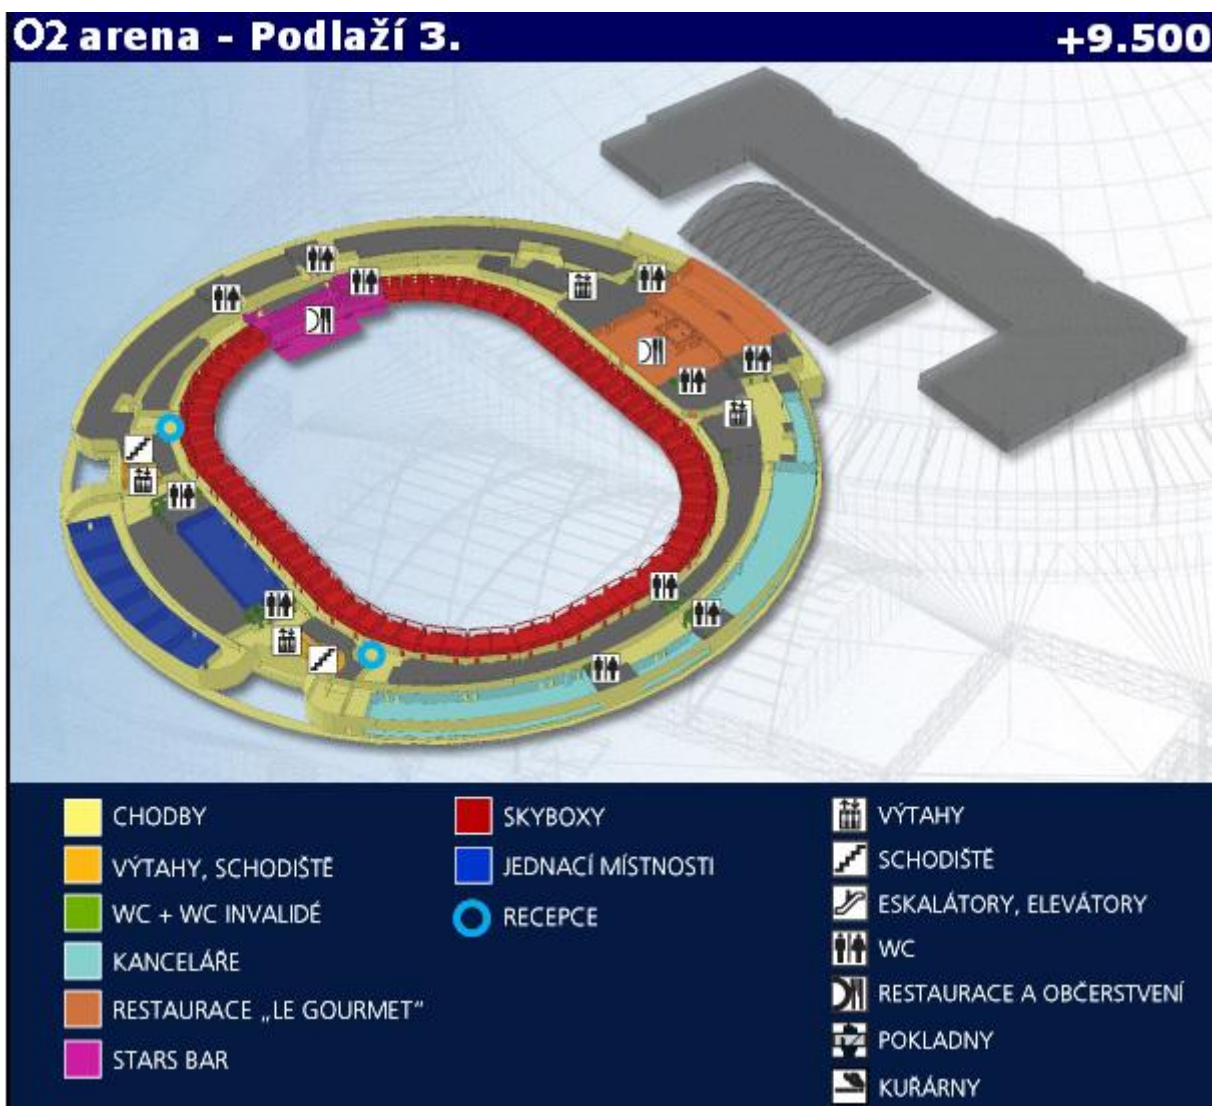 O2 arena - Podlaží 3. +9.500
CHODBY
VÝTAHY, SCHODIŠTĚ
WC + WC INVALIDÉ
KANCELÁŘE
RESTAURACE „LE GOURMET“
STARS BAR
SKYBOXY
JEDNACÍ MÍSTNOSTI
RECEPCE
VÝTAHY
SCHODIŠTĚ
ESKALÁTORY, ELEVÁTORY
WC
RESTAURACE A OBČERSTVENÍ
POKLADNY
KUŘÁRNY